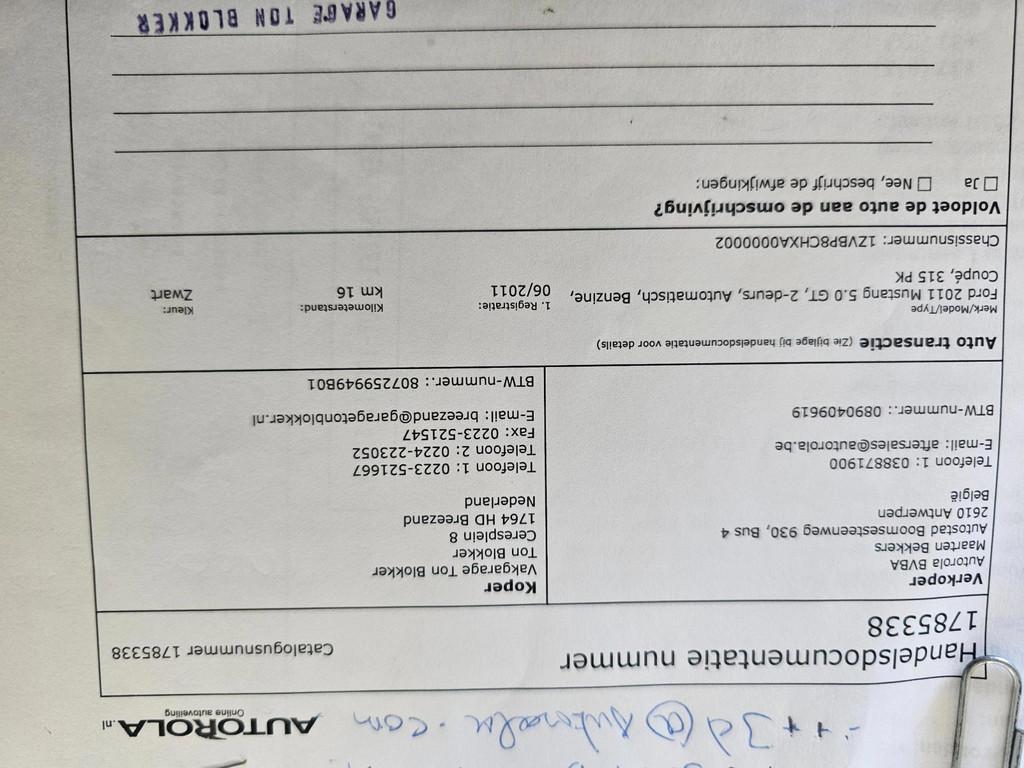 AUTOROLA.nl
Online autoveiling
Handelsdocumentatie nummer
1785338
Catalogusnummer 1785338
Verkoper
Autorola BVBA
Maarten Bekkers
Autostad Boomsesteenweg 930, Bus 4
2610 Antwerpen
België
Telefoon 1: 038871900
E-mail: aftersales@autorola.be
BTW-nummer.: 0890409619
Koper
Vakgarage Ton Blokker
Ton Blokker
Ceresplein 8
1764 HD Breezand
Nederland
Telefoon 1: 0223-521667
Telefoon 2: 0224-223052
Fax: 0223-521547
E-mail: breezand@garagetonblokker.nl
BTW-nummer.: 807259949B01
Auto transactie (Zie bijlage bij handelsdocumentatie voor details)
Merk/Model/Type
Ford 2011 Mustang 5.0 GT, 2-deurs, Automatisch, Benzine,
Coupé, 315 PK
1. Registratie:
06/2011
Kilometerstand:
km 16
Kleur:
Zwart
Chassisnummer: 1ZVBP8CHXA0000002
Voldoet de auto aan de omschrijving?
Ja Nee, beschrijf de afwijkingen:
GARAGE TON BLOKKER